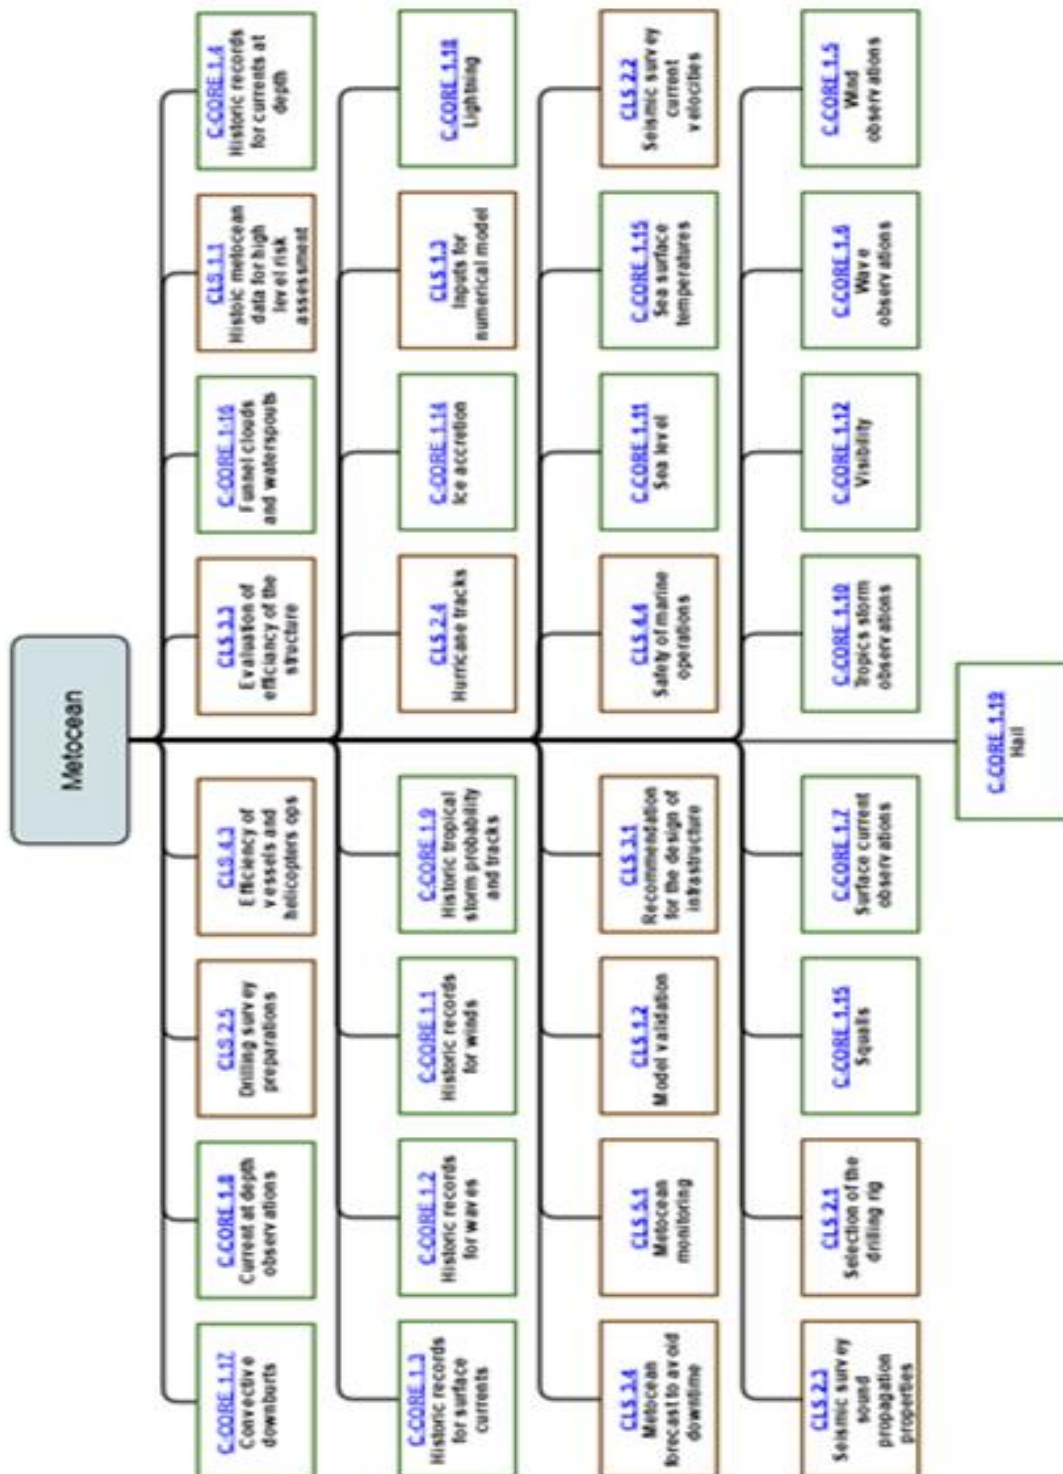 Metocean
C.CORE 1.17
Convective
downburts
C.CORE 1.8
Current at depth
observations
CLS 2.5
Drilling survey
preparations
CLS 4.3
Efficiency of
vessels and
helicopters ops
CLS 3.3
Evaluation of
efficiancy of the
structure
C.CORE 1.16
Funnel clouds
and waterspouts
CLS 1.1
Histoic metocean
data for high
level risk
assessment
C.CORE 1.4
Historic records
for currents at
depth
C.CORE 1.3
Historic records
for surface
currents
C.CORE 1.2
Historic records
for waves
C.CORE 1.1
Historic records
for winds
C.CORE 1.9
Historic tropical
storm probability
and tracks
CLS 2.4
Hurricane tracks
C.CORE 1.14
Ice accretion
CLS 1.3
Inputs for
numerical model
C.CORE 1.18
Lightning
CLS 3.4
Metocean
forecast to avoid
downtime
CLS 5.1
Metocean
monitoring
CLS 1.2
Model validation
CLS 3.1
Recommendation
for the design of
infrastructure
CLS 4.4
Safety of marine
operations
C.CORE 1.11
Sea level
C.CORE 1.15
Sea surface
temperatures
CLS 2.2
Seismic survey
current
velocities
CLS 2.3
Seismic survey
sound
propagation
properties
CLS 2.1
Selection of the
drilling rig
C.CORE 1.15
Squalls
C.CORE 1.7
Surface current
observations
C.CORE 1.10
Tropics storm
observations
C.CORE 1.12
Visibility
C.CORE 1.6
Wave
observations
C.CORE 1.5
Wind
observations
C.CORE 1.19
Hail